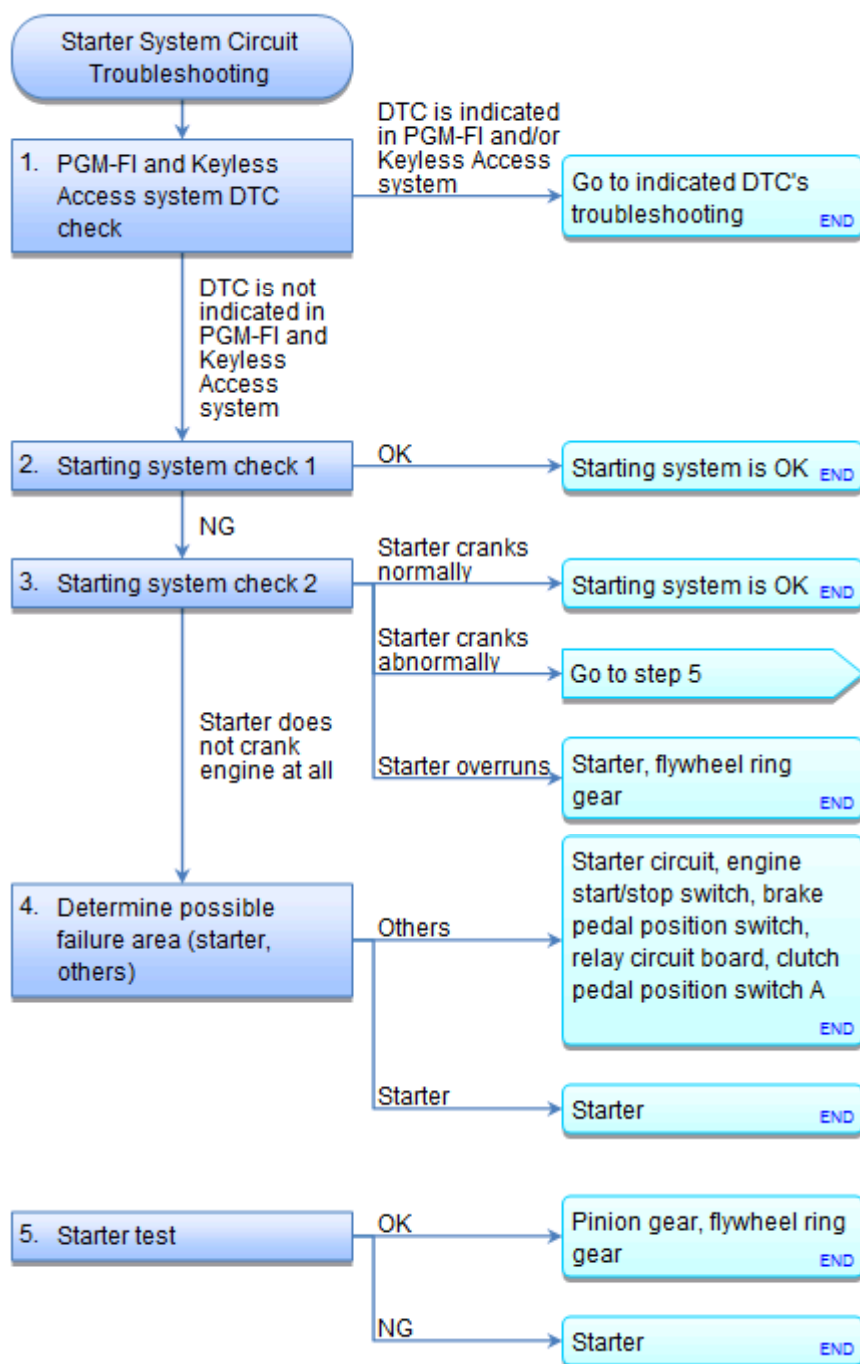 Starter System Circuit
Troubleshooting
DTC is indicated
in PGM-FI and/or
Keyless Access
system
1. PGM-FI and Keyless
Access system DTC
check
Go to indicated DTC's
troubleshooting
END
DTC is not
indicated in
PGM-FI and
Keyless
Access
system
2. Starting system check 1
OK
Starting system is OK END
NG
3. Starting system check 2
Starter cranks
normally
Starting system is OK END
Starter cranks
abnormally
Go to step 5
Starter does
not crank
engine at all
Starter overruns
Starter, flywheel ring
gear
END
4. Determine possible
failure area (starter,
others)
Others
Starter circuit, engine
start/stop switch, brake
pedal position switch,
relay circuit board, clutch
pedal position switch A
END
Starter
Starter END
5. Starter test
OK
Pinion gear, flywheel ring
gear
END
NG
Starter END